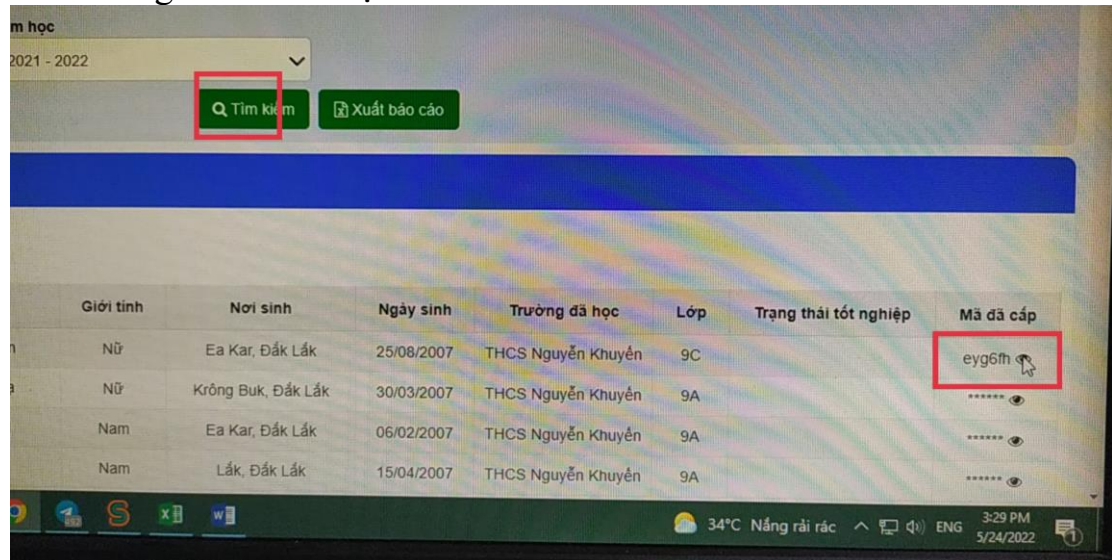 m học
2021 - 2022
Tìm kiếm Xuất báo cáo
Giới tính Nơi sinh Ngày sinh Trường đã học Lớp Trạng thái tốt nghiệp Mã đã cấp
Nữ Ea Kar, Đắk Lắk 25/08/2007 THCS Nguyễn Khuyến 9C eyg6fh
Nữ Krông Buk, Đắk Lắk 30/03/2007 THCS Nguyễn Khuyến 9A ******
Nam Ea Kar, Đắk Lắk 06/02/2007 THCS Nguyễn Khuyến 9A ******
Nam Lắk, Đắk Lắk 15/04/2007 THCS Nguyễn Khuyến 9A ******
34°C Nắng rải rác ENG 3:29 PM
5/24/2022